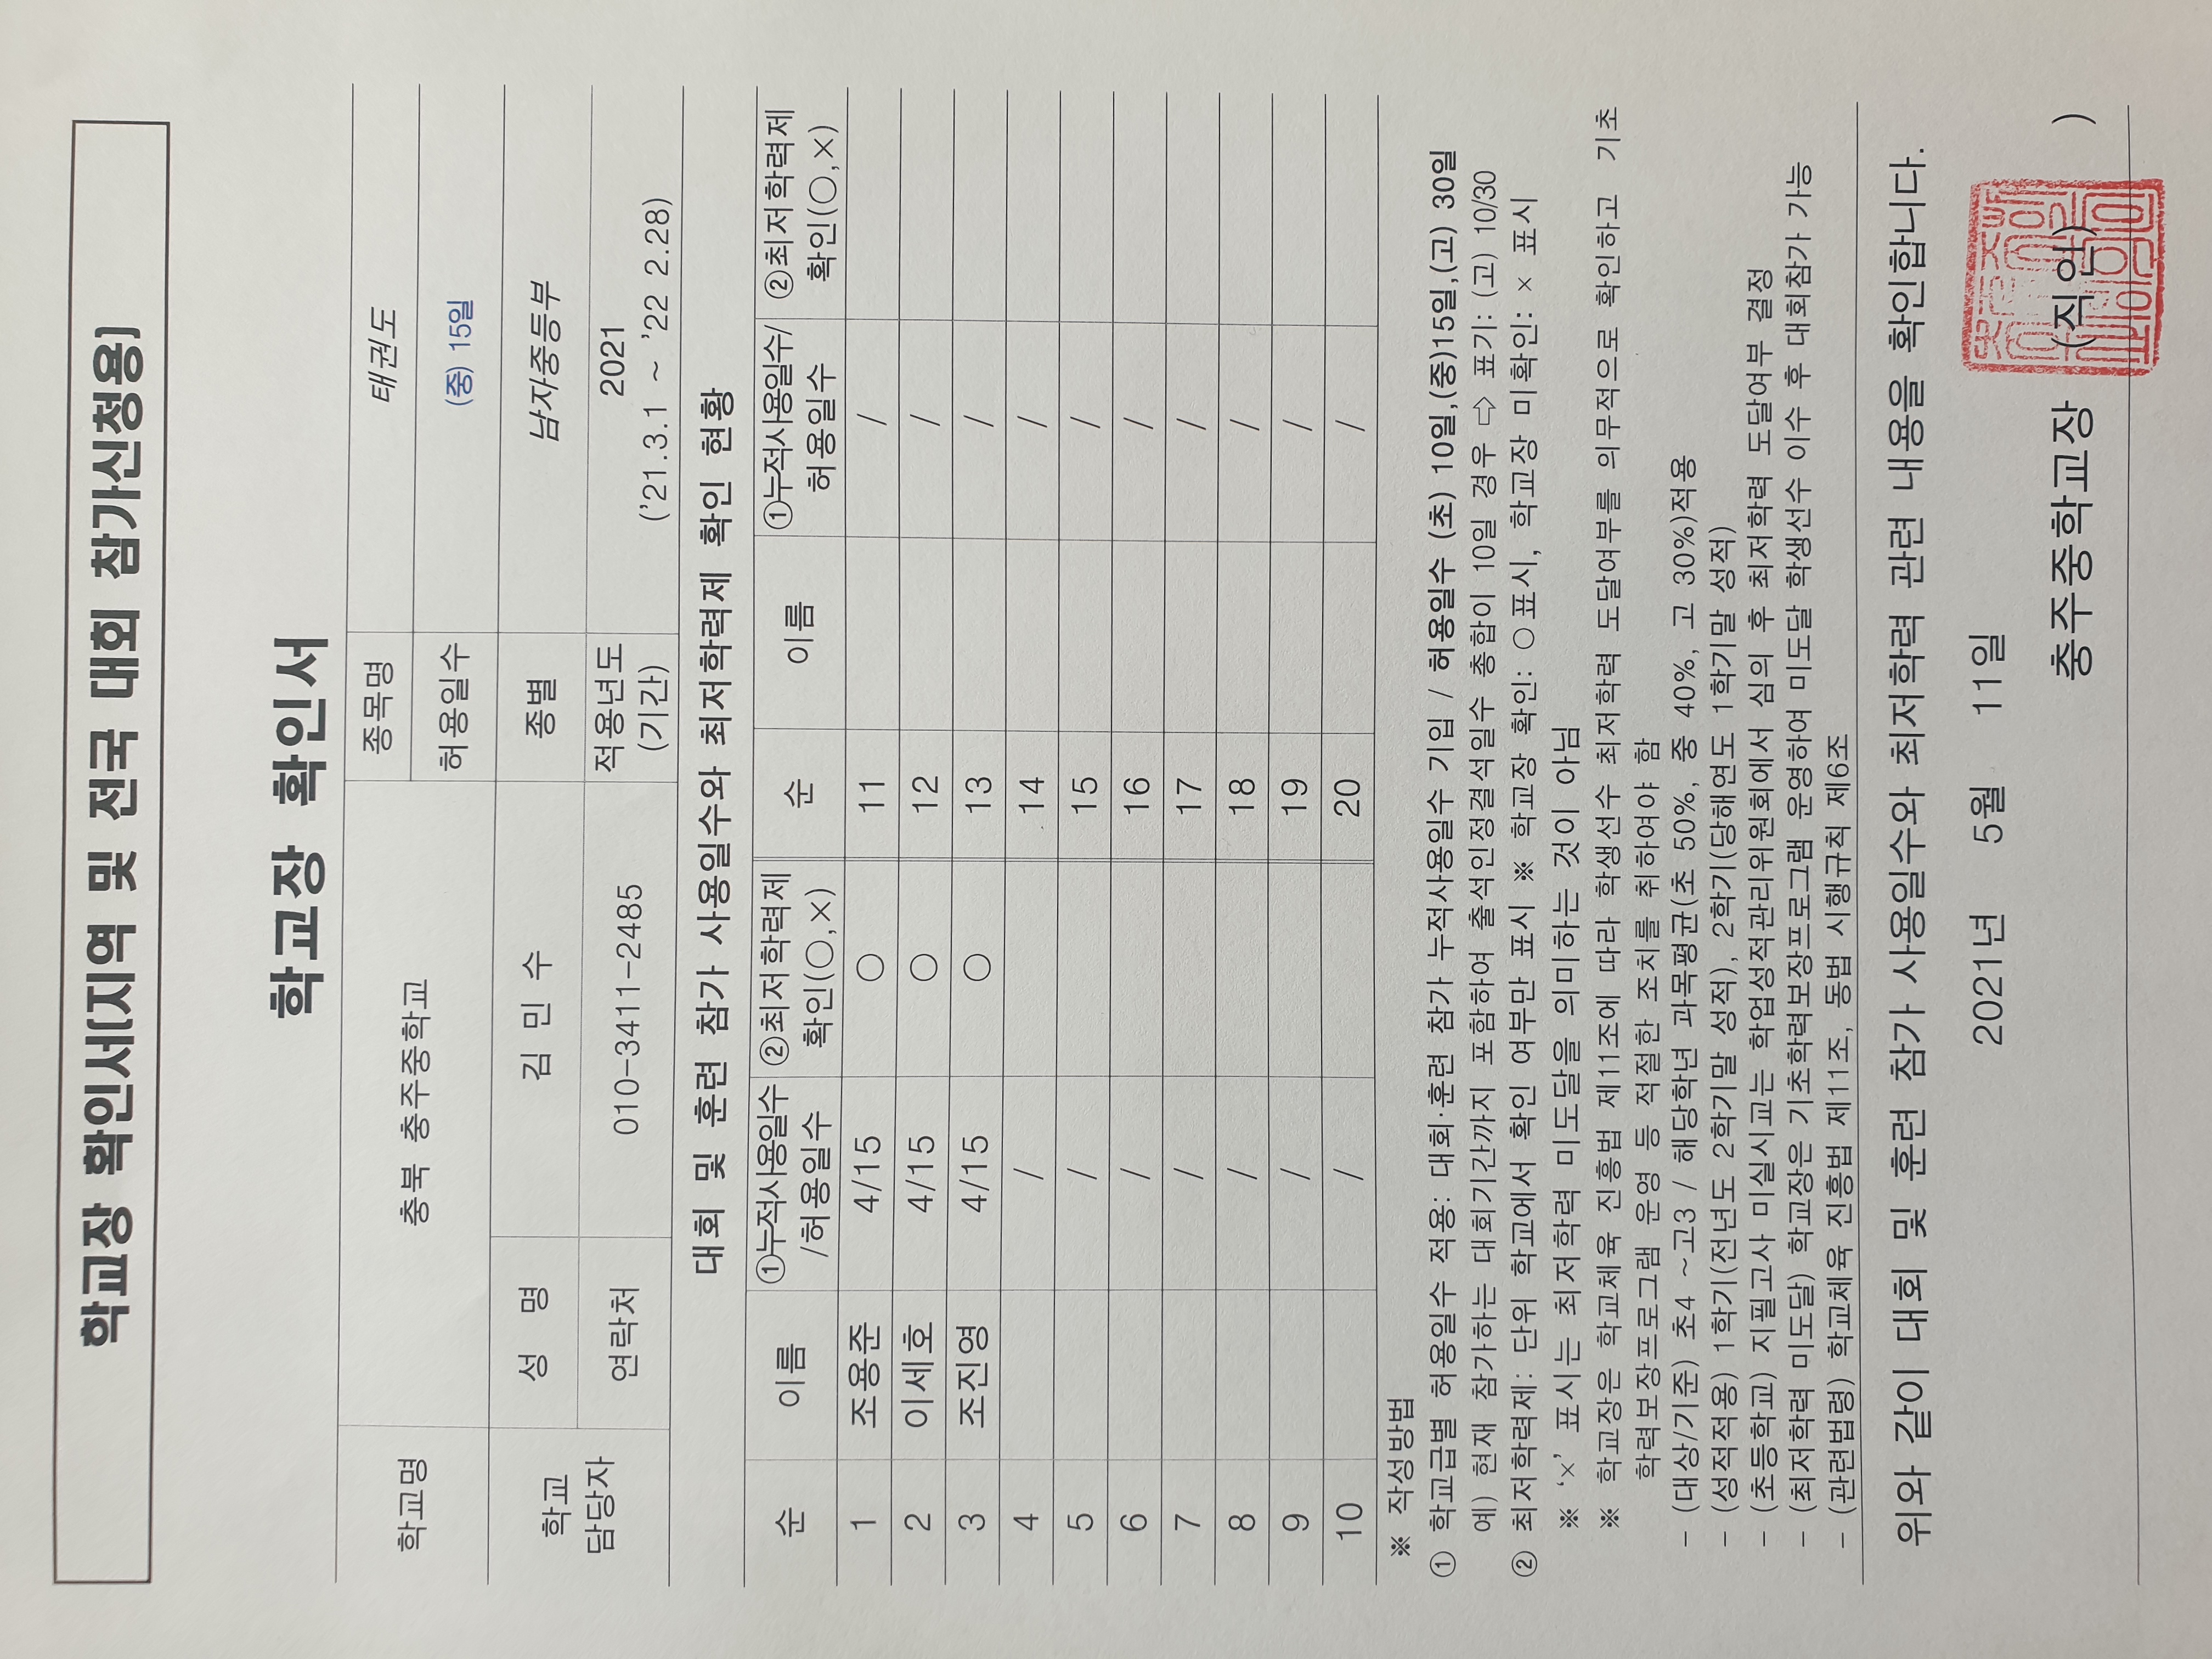 학교장 확인서(지역 및 전국 대회 참가신청용)
학교장 확인서
학교명 충북 충주중학교 종목명 태권도
허용일수 (중) 15일
학교 담당자 성 명 김 민 수 종별 남자중등부
연락처 010-3411-2485 적용년도 (기간) 2021 ('21.3.1 ~ '22 2.28)
대회 및 훈련 참가 사용일수와 최저학력제 확인 현황
순 이름 ①누적사용일수/허용일수 ②최저학력제 확인(○,×) 순 이름 ①누적사용일수/허용일수 ②최저학력제 확인(○,×)
1 조용준 4/15 ○ 11 /
2 이세호 4/15 ○ 12 /
3 조진영 4/15 ○ 13 /
4 / 14 /
5 / 15 /
6 / 16 /
7 / 17 /
8 / 18 /
9 / 19 /
10 / 20 /
※ 작성방법
① 학교급별 허용일수 적용: 대회·훈련 참가 누적사용일수 기입 / 허용일수 (초) 10일,(중)15일,(고) 30일
예) 현재 참가하는 대회기간까지 포함하여 출석인정결석일수 총합이 10일 경우 ⇨ 표기: (고) 10/30
② 최저학력제: 단위 학교에서 확인 여부만 표시 ※ 학교장 확인: ○표시, 학교장 미확인: × 표시
※ '×' 표시는 최저학력 미도달을 의미하는 것이 아님
※ 학교장은 학교체육 진흥법 제11조에 따라 학생선수 최저학력 도달여부를 의무적으로 확인하고 기초
학력보장프로그램 운영 등 적절한 조치를 취하여야 함
- (대상/기준) 초4 ~고3 / 해당학년 과목평균(초 50%, 중 40%, 고 30%)적용
- (성적적용) 1학기(전년도 2학기말 성적), 2학기(당해연도 1학기말 성적)
- (초등학교) 지필고사 미실시교는 학업성적관리위원회에서 심의 후 최저학력 도달여부 결정
- (최저학력 미도달) 학교장은 기초학력보장프로그램 운영하여 미도달 학생선수 이수 후 대회참가 가능
- (관련법령) 학교체육 진흥법 제11조, 동법 시행규칙 제6조
위와 같이 대회 및 훈련 참가 사용일수와 최저학력 관련 내용을 확인합니다.
2021년 5월 11일
충주중학교장 (직인) )